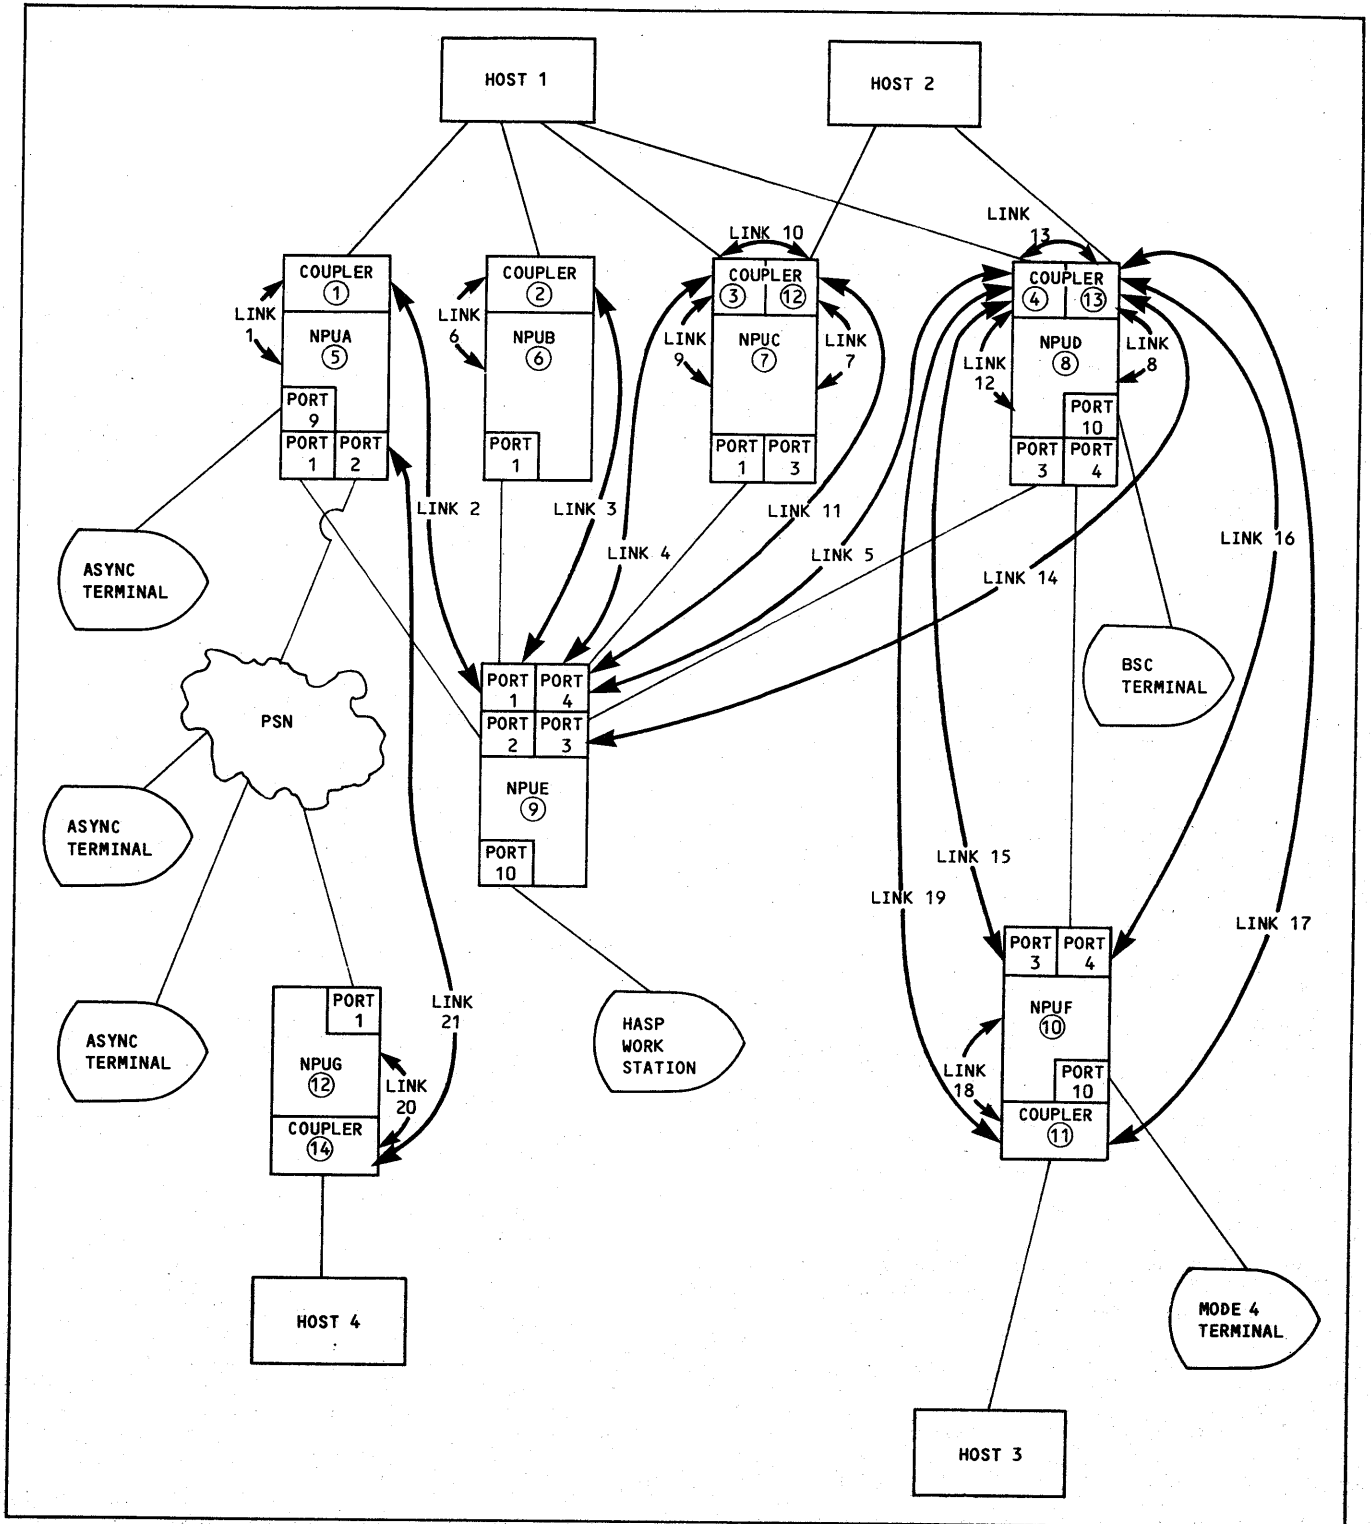 HOST 1
HOST 2
LINK 10
LINK
13
COUPLER
1
COUPLER
2
COUPLER
3
12
COUPLER
4
13
LINK
1
NPUA
5
LINK
6
NPUB
6
LINK
9
NPUC
7
LINK
7
LINK
12
NPUD
8
LINK
8
PORT
9
PORT
1
PORT
2
PORT
1
PORT
1
PORT
3
PORT
10
PORT
3
PORT
4
LINK 2
LINK 3
LINK 4
LINK 11
LINK 5
LINK 14
LINK 16
ASYNC
TERMINAL
BSC
TERMINAL
PSN
PORT
1
PORT
4
PORT
2
PORT
3
NPUE
9
PORT
10
ASYNC
TERMINAL
LINK 15
LINK 19
LINK 17
ASYNC
TERMINAL
PORT
1
NPUG
12
COUPLER
14
LINK
21
LINK
20
HASP
WORK
STATION
PORT
3
PORT
4
NPUF
10
LINK
18
PORT
10
COUPLER
11
HOST 4
MODE 4
TERMINAL
HOST 3